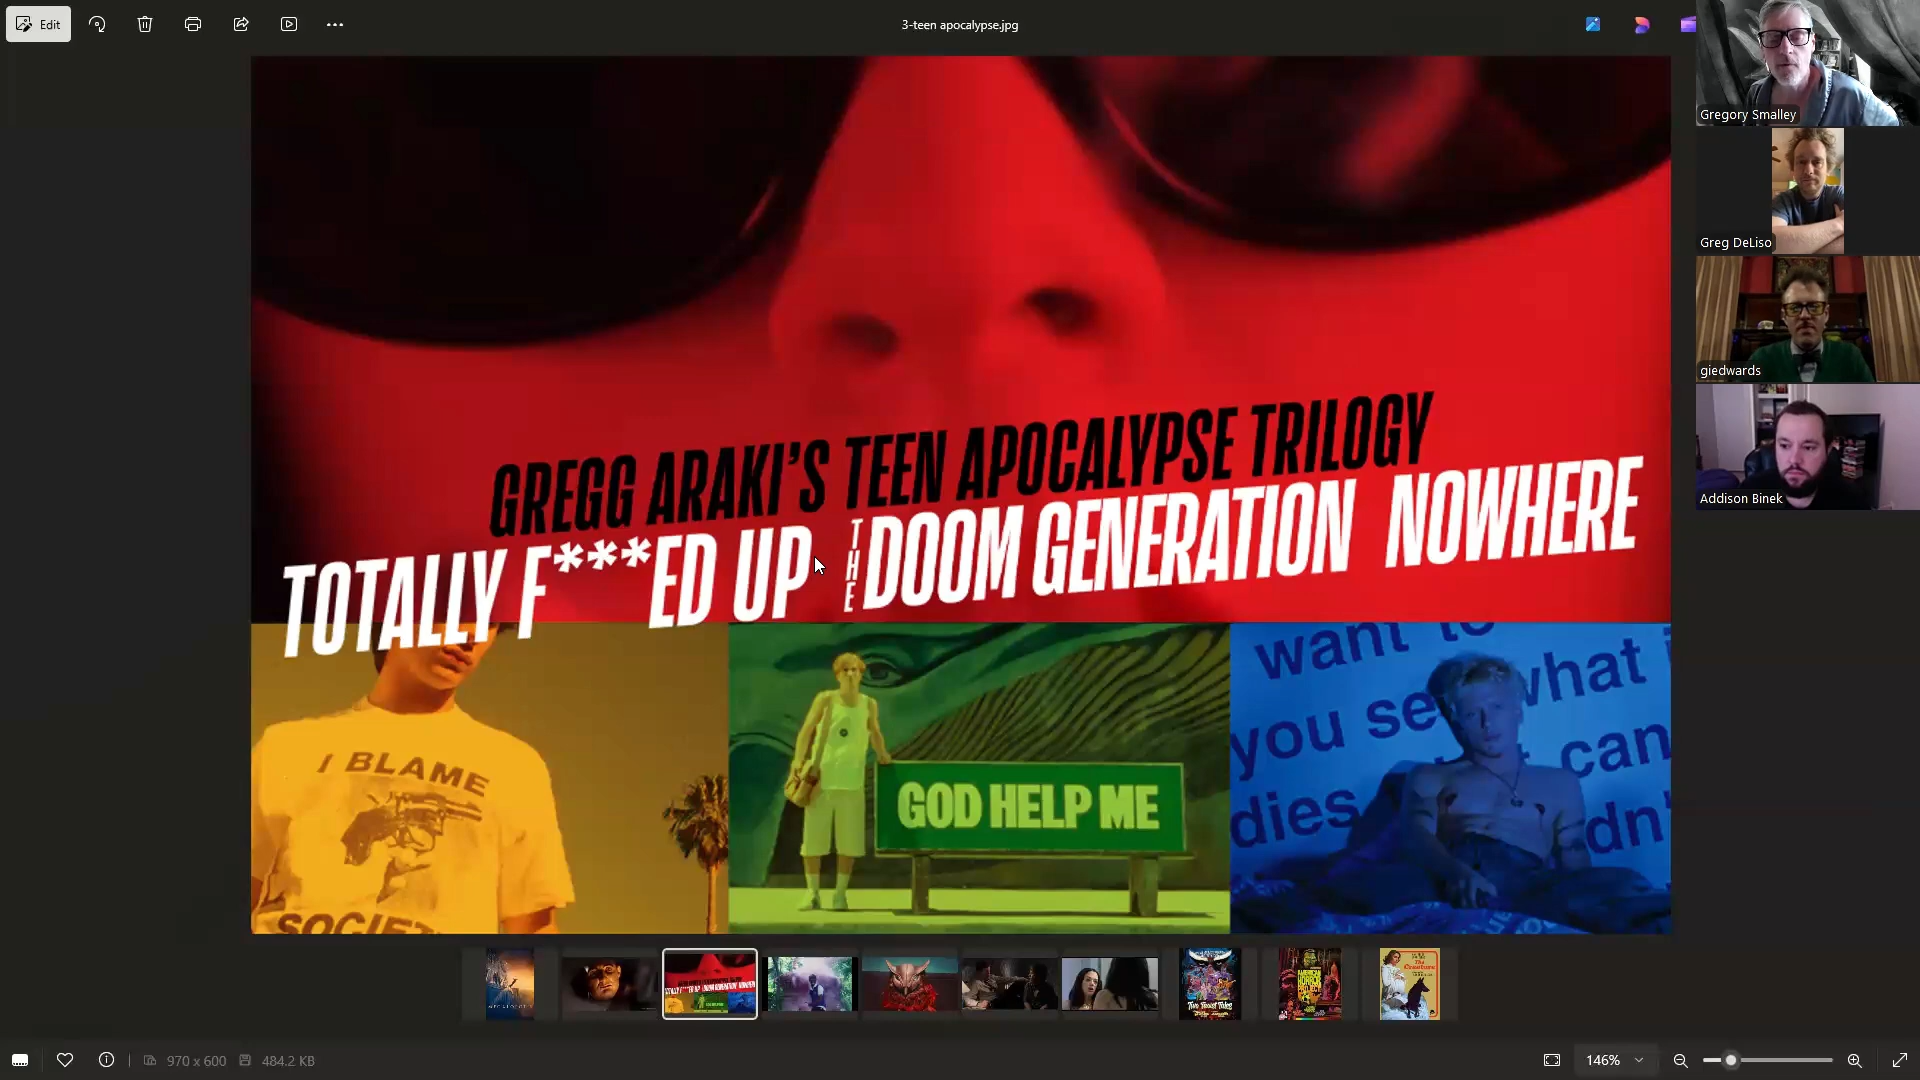 Edit
3-teen apocalypse.jpg
Gregory Smalley
Greg DeLiso
giedwards
Addison Binek
GREGG ARAKI'S TEEN APOCALYPSE TRILOGY
TOTALLY F***ED UP THE DOOM GENERATION NOWHERE
I BLAME
SOCIETY
GOD HELP ME
want to
you see what i
dies can
dn'
970 x 600
484.2 KB
146%